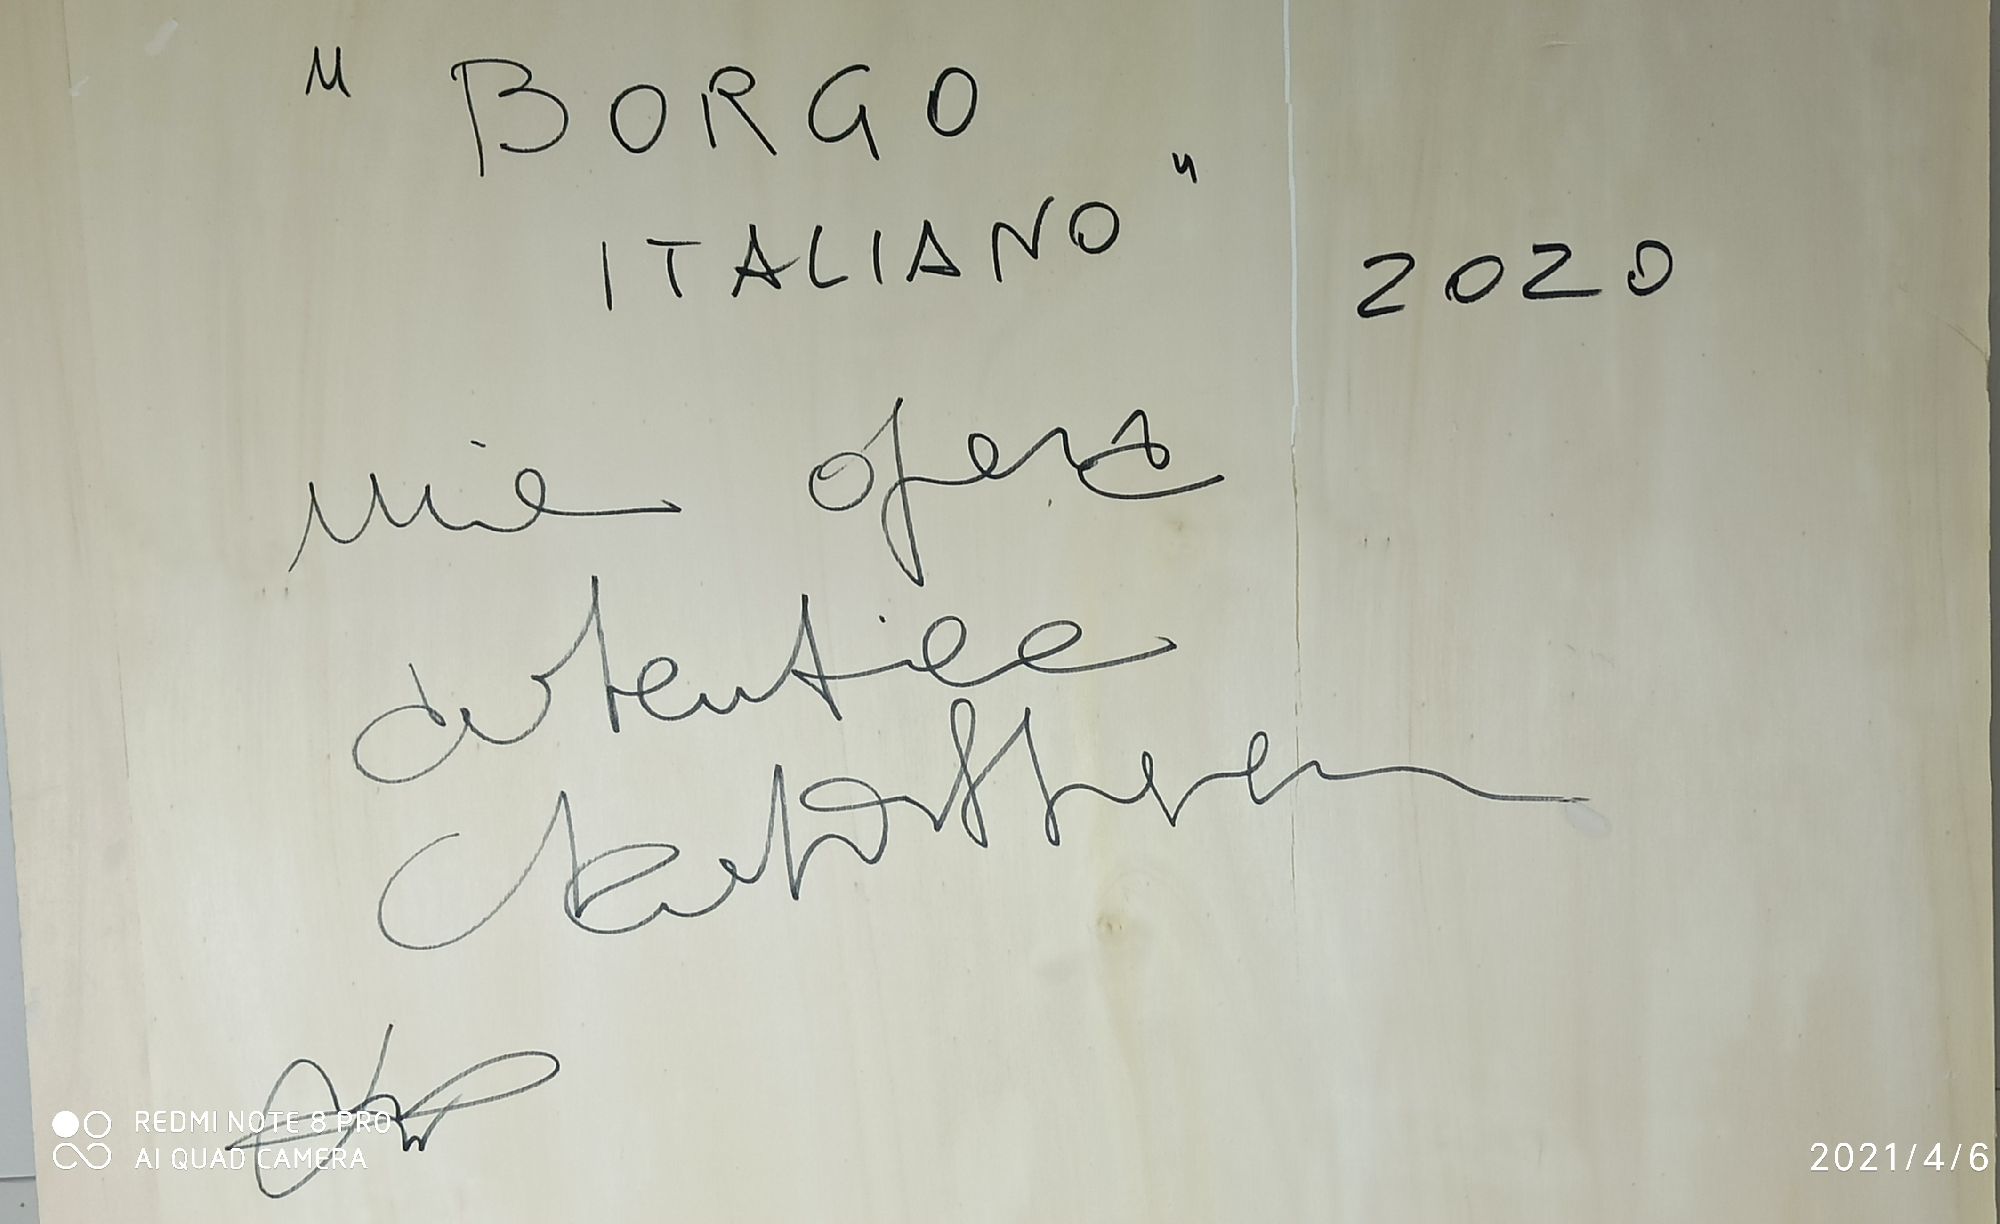 "BORGO
ITALIANO" 2020
mia opera
autentica
REDMI NOTE 8 PRO
AI QUAD CAMERA
2021/4/6